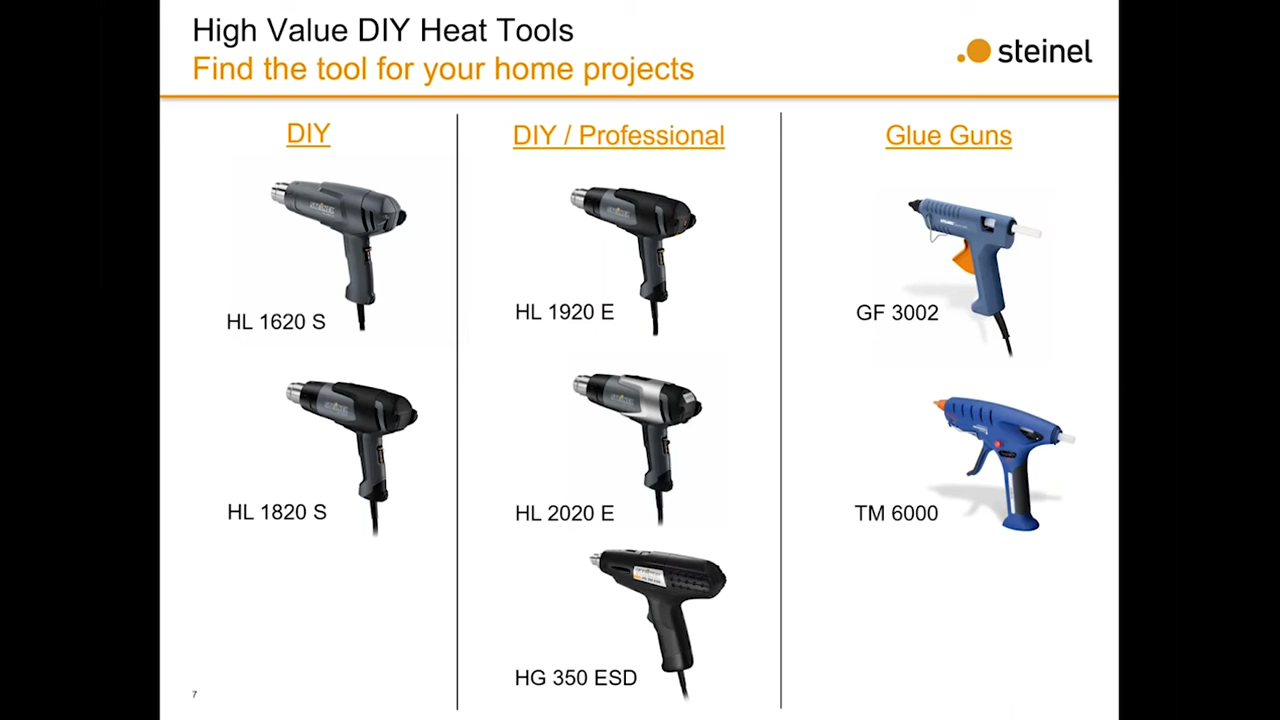 High Value DIY Heat Tools
Find the tool for your home projects
steinel
DIY
HL 1620 S
HL 1820 S
DIY / Professional
HL 1920 E
HL 2020 E
HG 350 ESD
Glue Guns
GF 3002
TM 6000
7